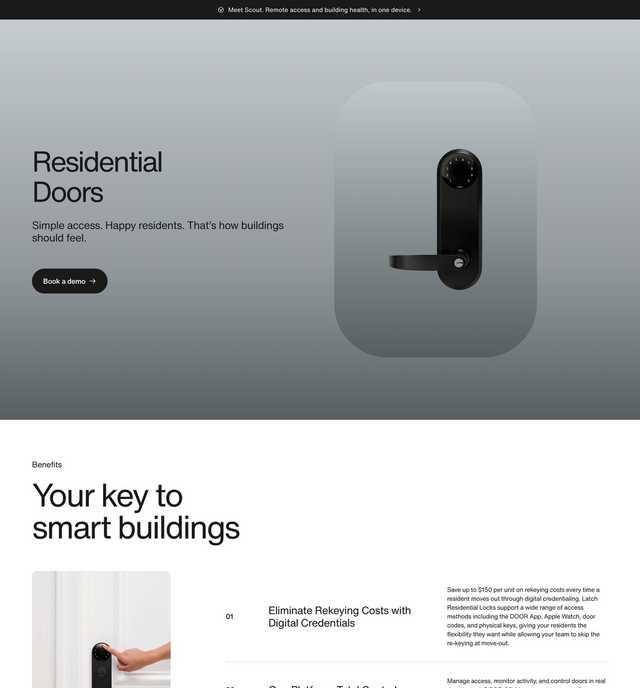 Meet Scout. Remote access and building health, in one device.
Residential
Doors
Simple access. Happy residents. That's how buildings
should feel.
Book a demo
Benefits
Your key to
smart buildings
01
Eliminate Rekeying Costs with
Digital Credentials
Save up to $150 per unit on rekeying costs every time a
resident moves out through digital credentialing. Latch
Residential Locks support a wide range of access
methods including the DOOR App, Apple Watch, door
codes, and physical keys, giving your residents the
flexibility they want while allowing your team to skip the
re-keying at move-out.
Manage access, monitor activity, and control doors in real